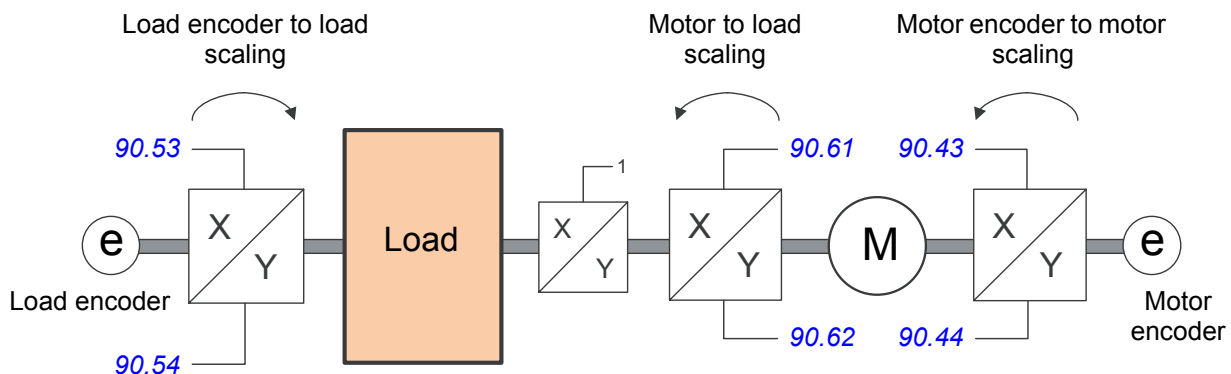 Load encoder to load
scaling
Motor to load
scaling
Motor encoder to motor
scaling
90.53
90.61
90.43
1
X
Y
X
Y
X
Y
X
Y
e
Load
M
e
Load encoder
Motor
encoder
90.54
90.62
90.44